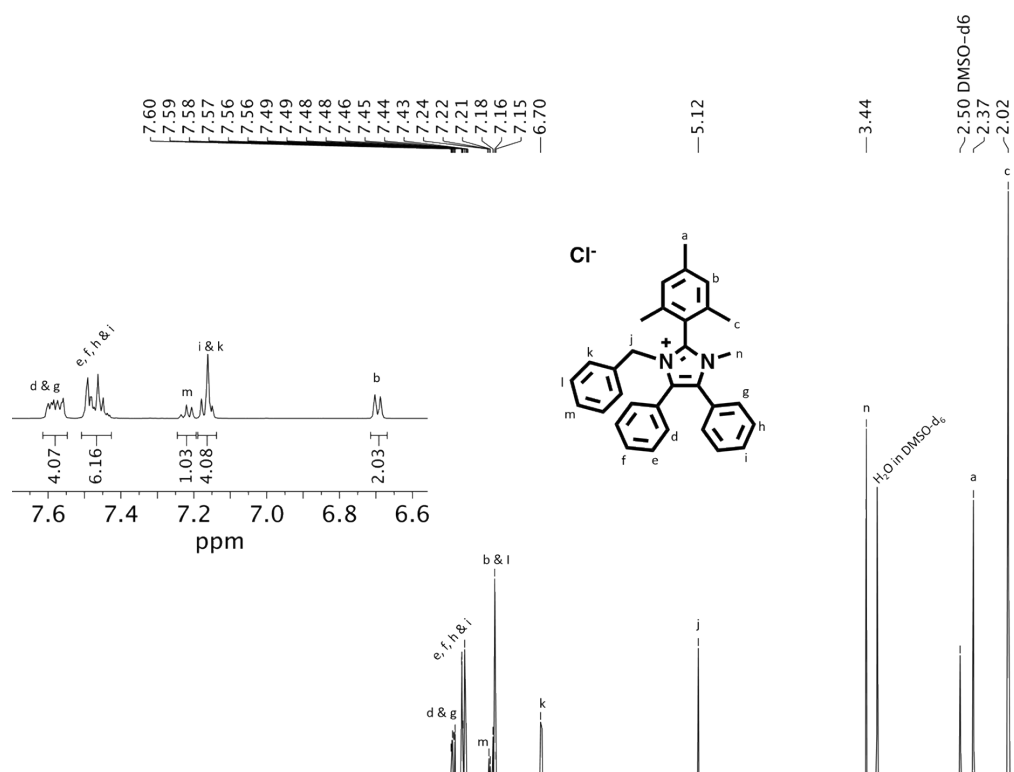 7.60
7.59
7.58
7.57
7.56
7.56
7.49
7.49
7.48
7.48
7.46
7.45
7.44
7.43
7.24
7.22
7.21
7.18
7.16
7.15
6.70
5.12
3.44
2.50 DMSO-d6
2.37
2.02
c
Cl-
a
b
c
j
+
N
N
n
k
l
m
d
e
f
g
h
i
d & g
e, f, h & i
m
i & k
b
4.07
6.16
1.03
4.08
2.03
7.6 7.4 7.2 7.0 6.8 6.6
ppm
n
H2O in DMSO-d6
a
b & l
e, f, h & i
j
d & g
k
m